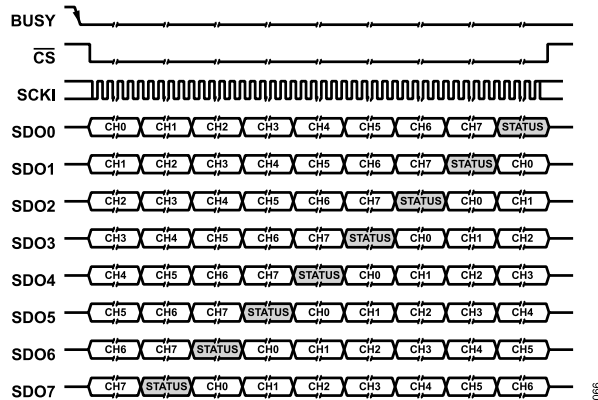 BUSY
CS
SCKI
SDO0 CH0 CH1 CH2 CH3 CH4 CH5 CH6 CH7 STATUS
SDO1 CH1 CH2 CH3 CH4 CH5 CH6 CH7 STATUS CH0
SDO2 CH2 CH3 CH4 CH5 CH6 CH7 STATUS CH0 CH1
SDO3 CH3 CH4 CH5 CH6 CH7 STATUS CH0 CH1 CH2
SDO4 CH4 CH5 CH6 CH7 STATUS CH0 CH1 CH2 CH3
SDO5 CH5 CH6 CH7 STATUS CH0 CH1 CH2 CH3 CH4
SDO6 CH6 CH7 STATUS CH0 CH1 CH2 CH3 CH4 CH5
SDO7 CH7 STATUS CH0 CH1 CH2 CH3 CH4 CH5 CH6
066